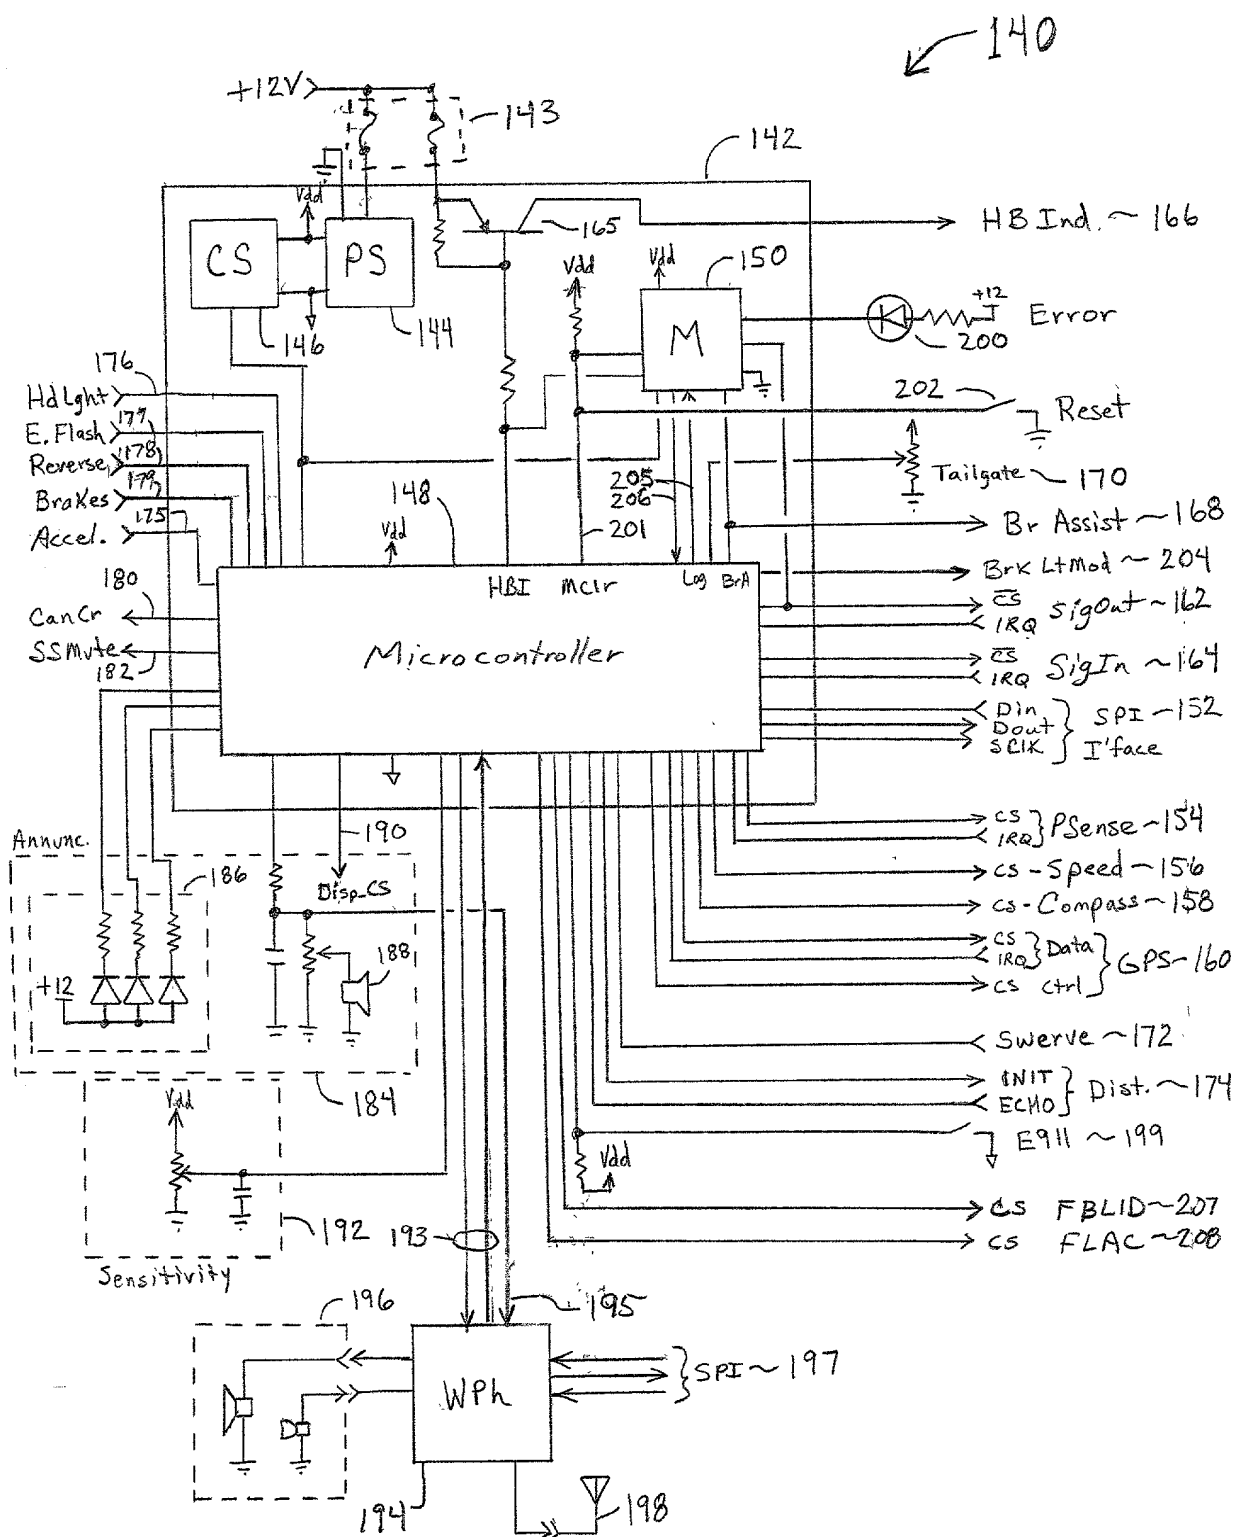 140
+12V
143
142
Vdd
CS
PS
165
HB Ind. ~ 166
146
144
Vdd
Vdd
150
M
+12
Error
200
176
Hd Lght
177
E. Flash
178
Reverse
179
Brakes
175
Accel.
202
Reset
205
206
Tailgate ~ 170
148
201
Vdd
Br Assist ~ 168
HBI
Mclr
Log
BrA
Brk Lt Mod ~ 204
180
CanCr
CS
IRQ
SigOut ~ 162
SSMute
182
Microcontroller
CS
IRQ
SigIn ~ 164
Din
Dout
SClK
SPI ~ 152
I'face
190
CS
IRQ
PSense ~ 154
Annunc.
186
Disp_CS
CS - Speed ~ 156
CS - Compass ~ 158
188
+12
CS
IRQ
Data
CS Ctrl
GPS ~ 160
Swerve ~ 172
184
INIT
ECHO
Dist. ~ 174
Vdd
E911 ~ 199
Vdd
192
193
CS FBLID ~ 207
CS FLAC ~ 208
Sensitivity
196
195
WPh
SPI ~ 197
194
198